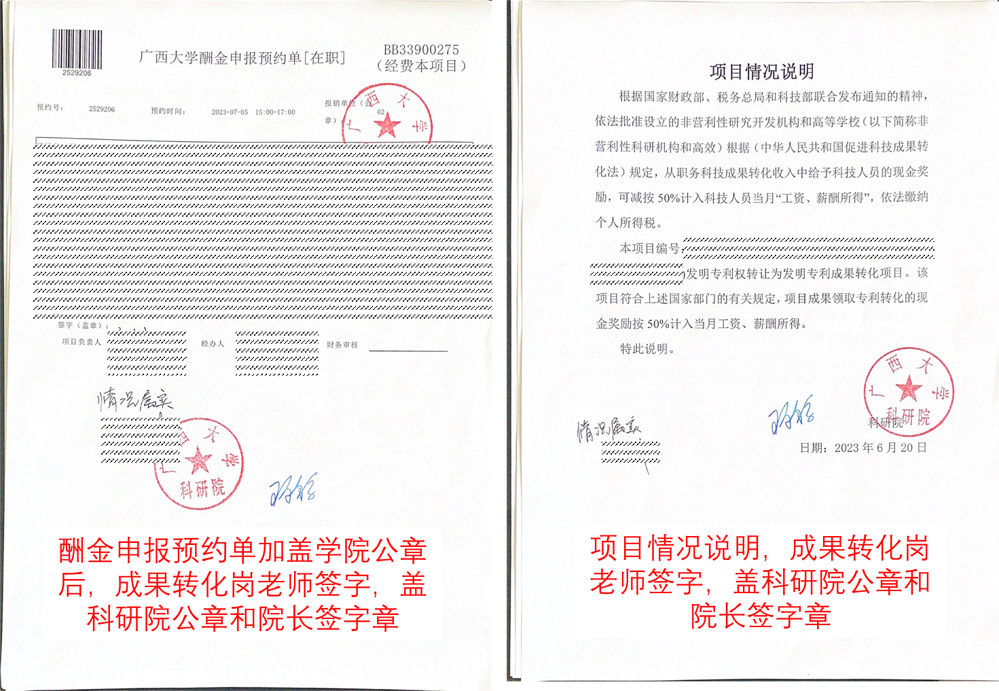 2529206
广西大学酬金申报预约单[在职]
BB33900275
(经费本项目)
预约号：
2529206
预约时间：
2023-07-05 15:00-17:00
报销单位（公
章）：
02
广西大学
签字（盖章）：
项目负责人
经办人
财务审核
情况属实
广西大学
科研院
酬金申报预约单加盖学院公章
后，成果转化岗老师签字，盖
科研院公章和院长签字章
项目情况说明
根据国家财政部、税务总局和科技部联合发布通知的精神，
依法批准设立的非营利性研究开发机构和高等学校（以下简称非
营利性科研机构和高效）根据（中华人民共和国促进科技成果转
化法）规定，从职务科技成果转化收入中给予科技人员的现金奖
励，可减按 50%计入科技人员当月“工资、薪酬所得”，依法缴纳
个人所得税。
本项目编号：
)发明专利权转让为发明专利成果转化项目。该
项目符合上述国家部门的有关规定，项目成果领取专利转化的现
金奖励按 50%计入当月工资、薪酬所得。
特此说明。
广西大学
科研院
科研院
情况属实
日期：2023 年 6 月 20 日
项目情况说明，成果转化岗
老师签字，盖科研院公章和
院长签字章